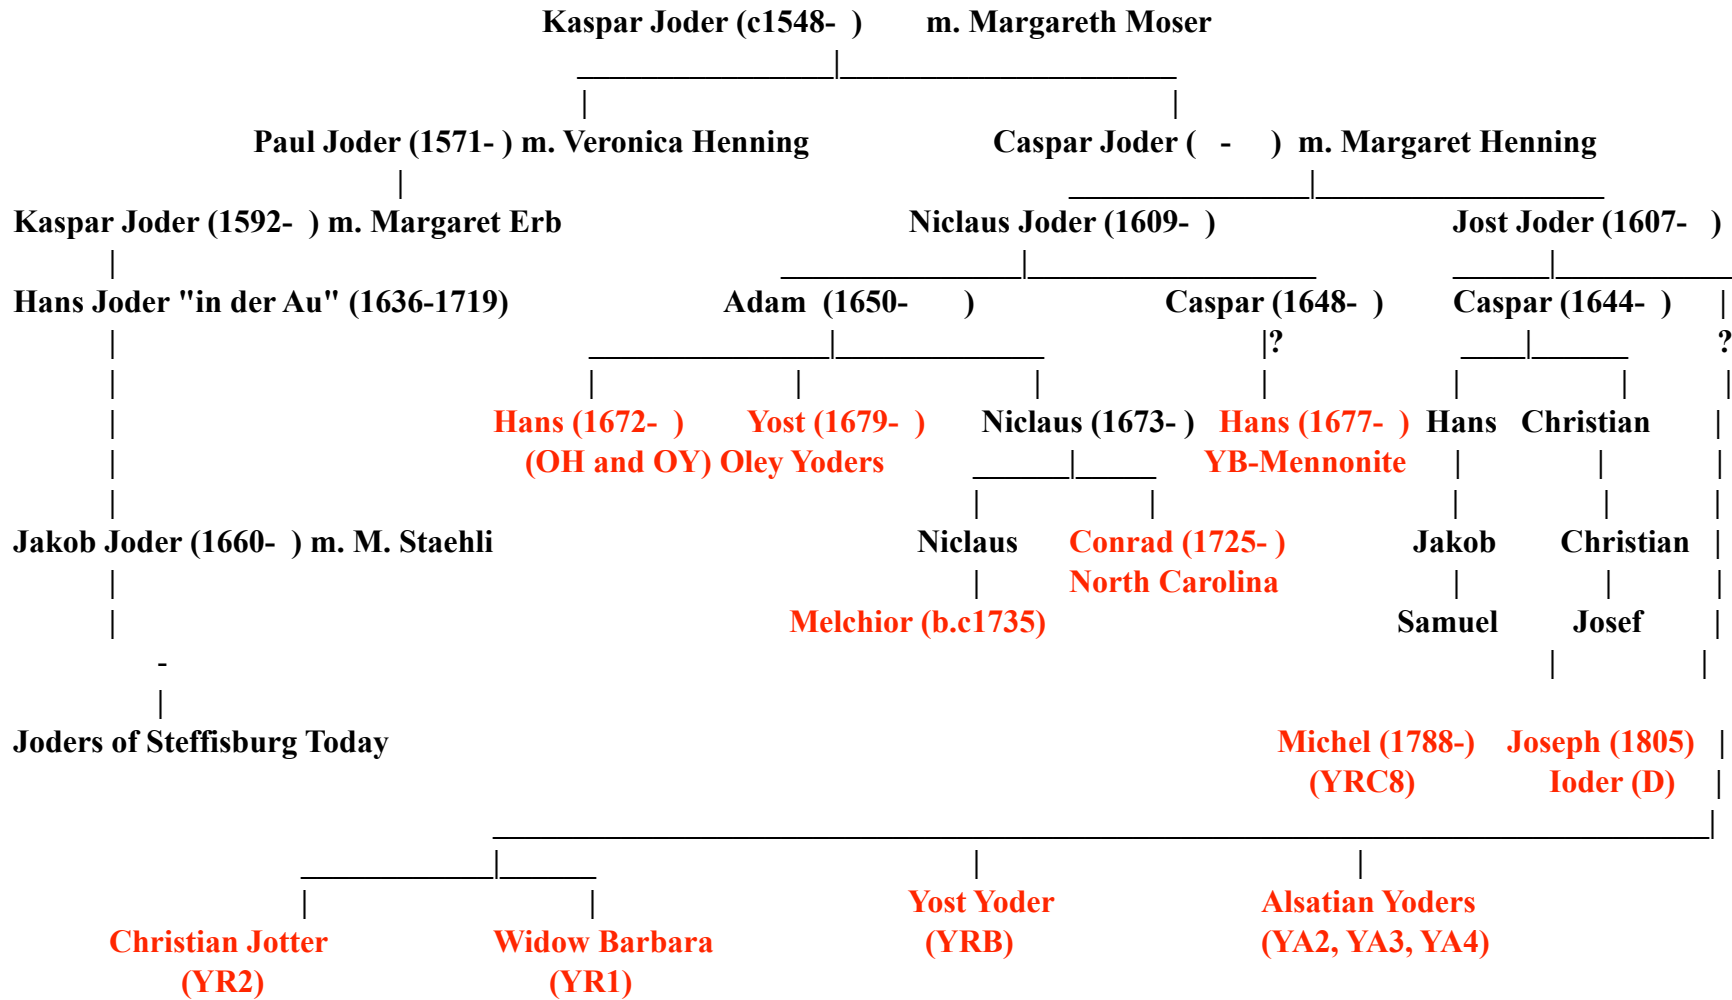 Kaspar Joder (c1548-  )        m. Margareth Moser
Paul Joder (1571- ) m. Veronica Henning        Caspar Joder (  -    )  m. Margaret Henning
Kaspar Joder (1592-  ) m. Margaret Erb        Niclaus Joder (1609-  )        Jost Joder (1607-  )
Hans Joder "in der Au" (1636-1719)        Adam  (1650-      )        Caspar (1648-  )        Caspar (1644-  )
?        ?
Hans (1672-  )        Yost (1679-  )        Niclaus (1673- )  Hans (1677-  )  Hans   Christian
(OH and OY) Oley Yoders        YB-Mennonite
Jakob Joder (1660-  ) m. M. Staehli        Niclaus        Conrad (1725- )        Jakob        Christian
North Carolina
Melchior (b.c1735)        Samuel        Josef
Joders of Steffisburg Today        Michel (1788-)    Joseph (1805)
(YRC8)        Ioder (D)
Yost Yoder        Alsatian Yoders
Christian Jotter        Widow Barbara        (YRB)        (YA2, YA3, YA4)
(YR2)        (YR1)